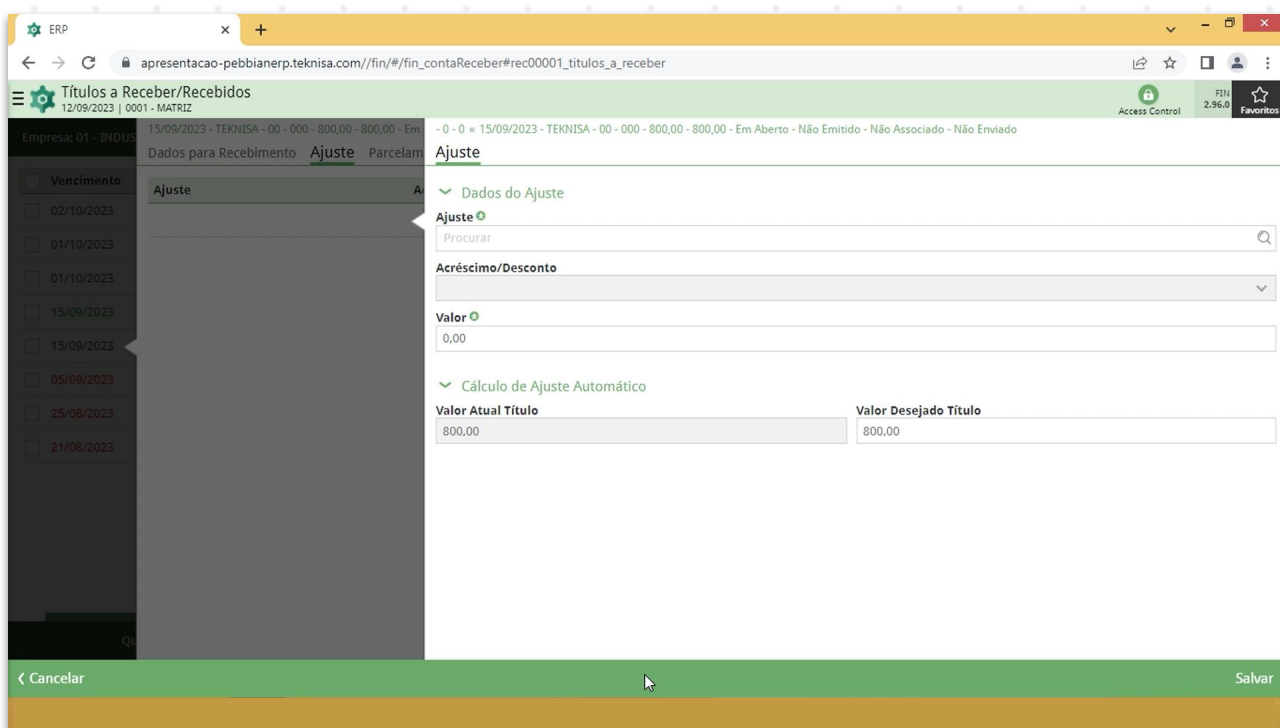 ERP
apresentacao-pebbianerp.teknisa.com//fin/#/fin_contaReceber#rec00001_titulos_a_receber
Títulos a Receber/Recebidos
12/09/2023 | 0001 - MATRIZ
Access Control
FIN
2.96.0
Favoritos
Empresa: 01 - INDUS
15/09/2023 - TEKNISA - 00 - 000 - 800,00 - 800,00 - Em
- 0 - 0 « 15/09/2023 - TEKNISA - 00 - 000 - 800,00 - 800,00 - Em Aberto - Não Emitido - Não Associado - Não Enviado
Dados para Recebimento Ajuste Parcelam
Ajuste
Vencimento
02/10/2023
01/10/2023
01/10/2023
15/09/2023
15/09/2023
05/09/2023
25/08/2023
21/08/2023
Qu
Ajuste A
Dados do Ajuste
Ajuste
Procurar
Acréscimo/Desconto
Valor
0,00
Cálculo de Ajuste Automático
Valor Atual Título Valor Desejado Título
800,00 800,00
Cancelar Salvar